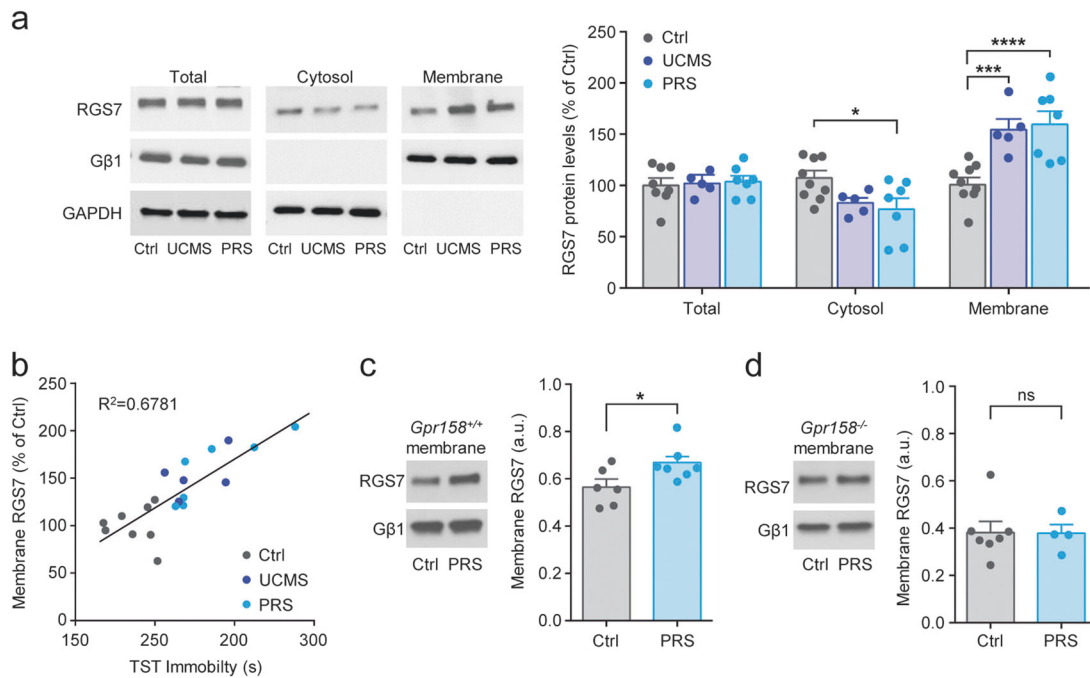 a
Total
Cytosol
Membrane
RGS7
Gβ1
GAPDH
Ctrl UCMS PRS
Ctrl UCMS PRS
Ctrl UCMS PRS
RGS7 protein levels (% of Ctrl)
250
200
150
100
50
0
Ctrl
UCMS
PRS
*
***
****
Total
Cytosol
Membrane
b
Membrane RGS7 (% of Ctrl)
250
200
150
100
50
0
R²=0.6781
Ctrl
UCMS
PRS
150
250
200
300
TST Immobilty (s)
c
Gpr158+/+
membrane
RGS7
Gβ1
Ctrl PRS
Membrane RGS7 (a.u.)
1.0
0.8
0.6
0.4
0.2
0.0
*
Ctrl
PRS
d
Gpr158-/-
membrane
RGS7
Gβ1
Ctrl PRS
Membrane RGS7 (a.u.)
1.0
0.8
0.6
0.4
0.2
0.0
ns
Ctrl
PRS